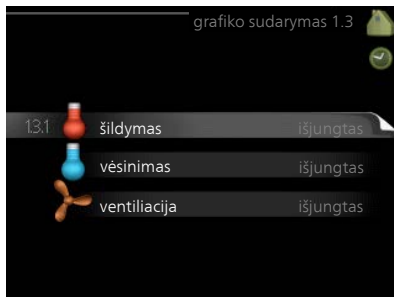 grafiko sudarymas 1.3
1.3.1 šildymas išjungtas
vėsinimas išjungtas
ventiliacija išjungtas